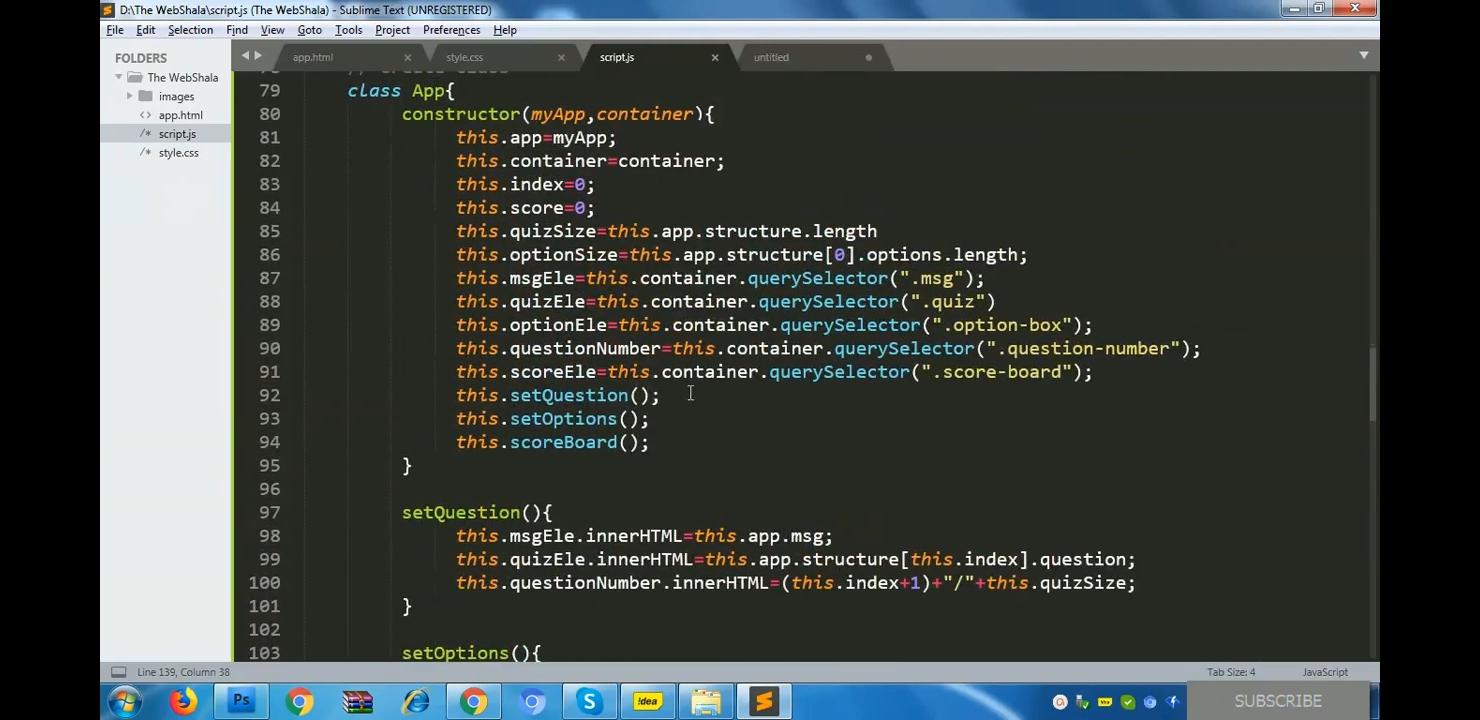 D:\The WebShala\script.js (The WebShala) - Sublime Text (UNREGISTERED)
File Edit Selection Find View Goto Tools Project Preferences Help
FOLDERS
The WebShala
images
app.html
script.js
style.css
app.html style.css script.js untitled
79 class App{
80 constructor(myApp,container){
81 this.app=myApp;
82 this.container=container;
83 this.index=0;
84 this.score=0;
85 this.quizSize=this.app.structure.length
86 this.optionSize=this.app.structure[0].options.length;
87 this.msgEle=this.container.querySelector(".msg");
88 this.quizEle=this.container.querySelector(".quiz")
89 this.optionEle=this.container.querySelector(".option-box");
90 this.questionNumber=this.container.querySelector(".question-number");
91 this.scoreEle=this.container.querySelector(".score-board");
92 this.setQuestion();
93 this.setOptions();
94 this.scoreBoard();
95 }
96
97 setQuestion(){
98 this.msgEle.innerHTML=this.app.msg;
99 this.quizEle.innerHTML=this.app.structure[this.index].question;
100 this.questionNumber.innerHTML=(this.index+1)+"/"+this.quizSize;
101 }
102
103 setOptions(){
Line 139, Column 38 Tab Size: 4 JavaScript
Ps !dea
SUBSCRIBE